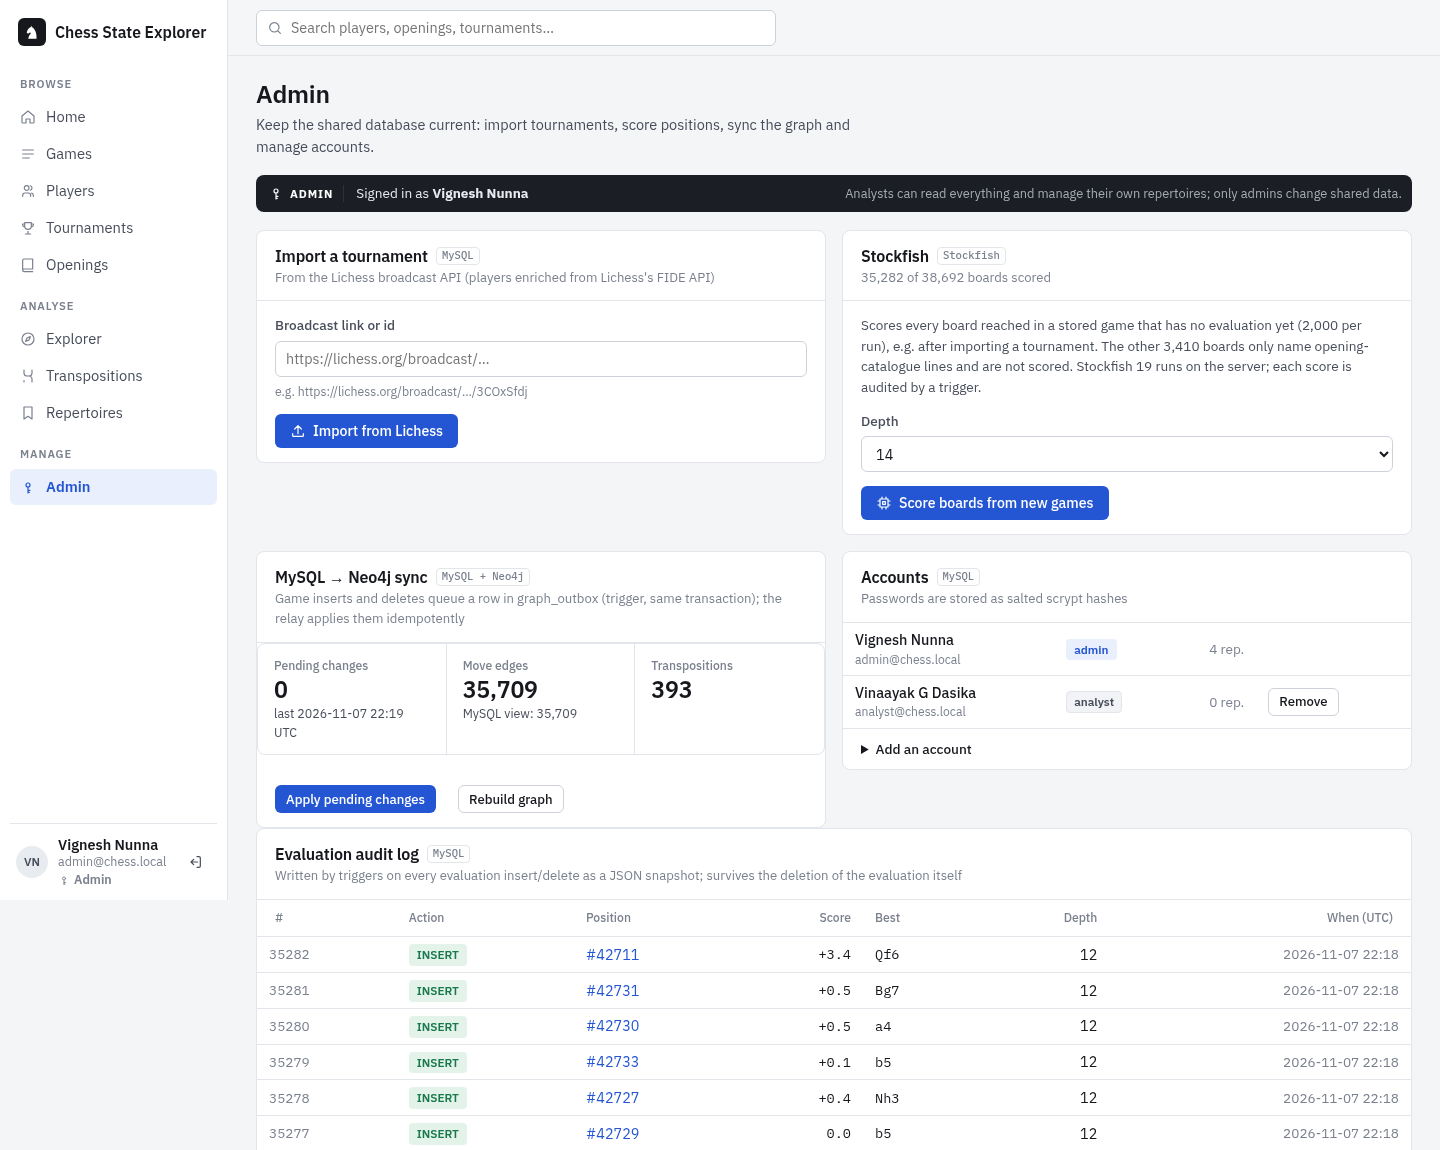 Chess State Explorer
BROWSE
Home
Games
Players
Tournaments
Openings
ANALYSE
Explorer
Transpositions
Repertoires
MANAGE
Admin
VN
Vignesh Nunna
admin@chess.local
Admin
Search players, openings, tournaments...
Admin
Keep the shared database current: import tournaments, score positions, sync the graph and
manage accounts.
ADMIN Signed in as Vignesh Nunna Analysts can read everything and manage their own repertoires; only admins change shared data.
Import a tournament MySQL
From the Lichess broadcast API (players enriched from Lichess's FIDE API)
Broadcast link or id
https://lichess.org/broadcast/...
e.g. https://lichess.org/broadcast/.../3COxSfdj
Import from Lichess
Stockfish Stockfish
35,282 of 38,692 boards scored
Scores every board reached in a stored game that has no evaluation yet (2,000 per
run), e.g. after importing a tournament. The other 3,410 boards only name opening-
catalogue lines and are not scored. Stockfish 19 runs on the server; each score is
audited by a trigger.
Depth
14
Score boards from new games
MySQL → Neo4j sync MySQL + Neo4j
Game inserts and deletes queue a row in graph_outbox (trigger, same transaction); the
relay applies them idempotently
Pending changes
0
last 2026-11-07 22:19
UTC
Move edges
35,709
MySQL view: 35,709
Transpositions
393
Apply pending changes Rebuild graph
Accounts MySQL
Passwords are stored as salted scrypt hashes
Vignesh Nunna
admin@chess.local
admin 4 rep.
Vinaayak G Dasika
analyst@chess.local
analyst 0 rep. Remove
▶ Add an account
Evaluation audit log MySQL
Written by triggers on every evaluation insert/delete as a JSON snapshot; survives the deletion of the evaluation itself
# Action Position Score Best Depth When (UTC)
35282 INSERT #42711 +3.4 Qf6 12 2026-11-07 22:18
35281 INSERT #42731 +0.5 Bg7 12 2026-11-07 22:18
35280 INSERT #42730 +0.5 a4 12 2026-11-07 22:18
35279 INSERT #42733 +0.1 b5 12 2026-11-07 22:18
35278 INSERT #42727 +0.4 Nh3 12 2026-11-07 22:18
35277 INSERT #42729 0.0 b5 12 2026-11-07 22:18